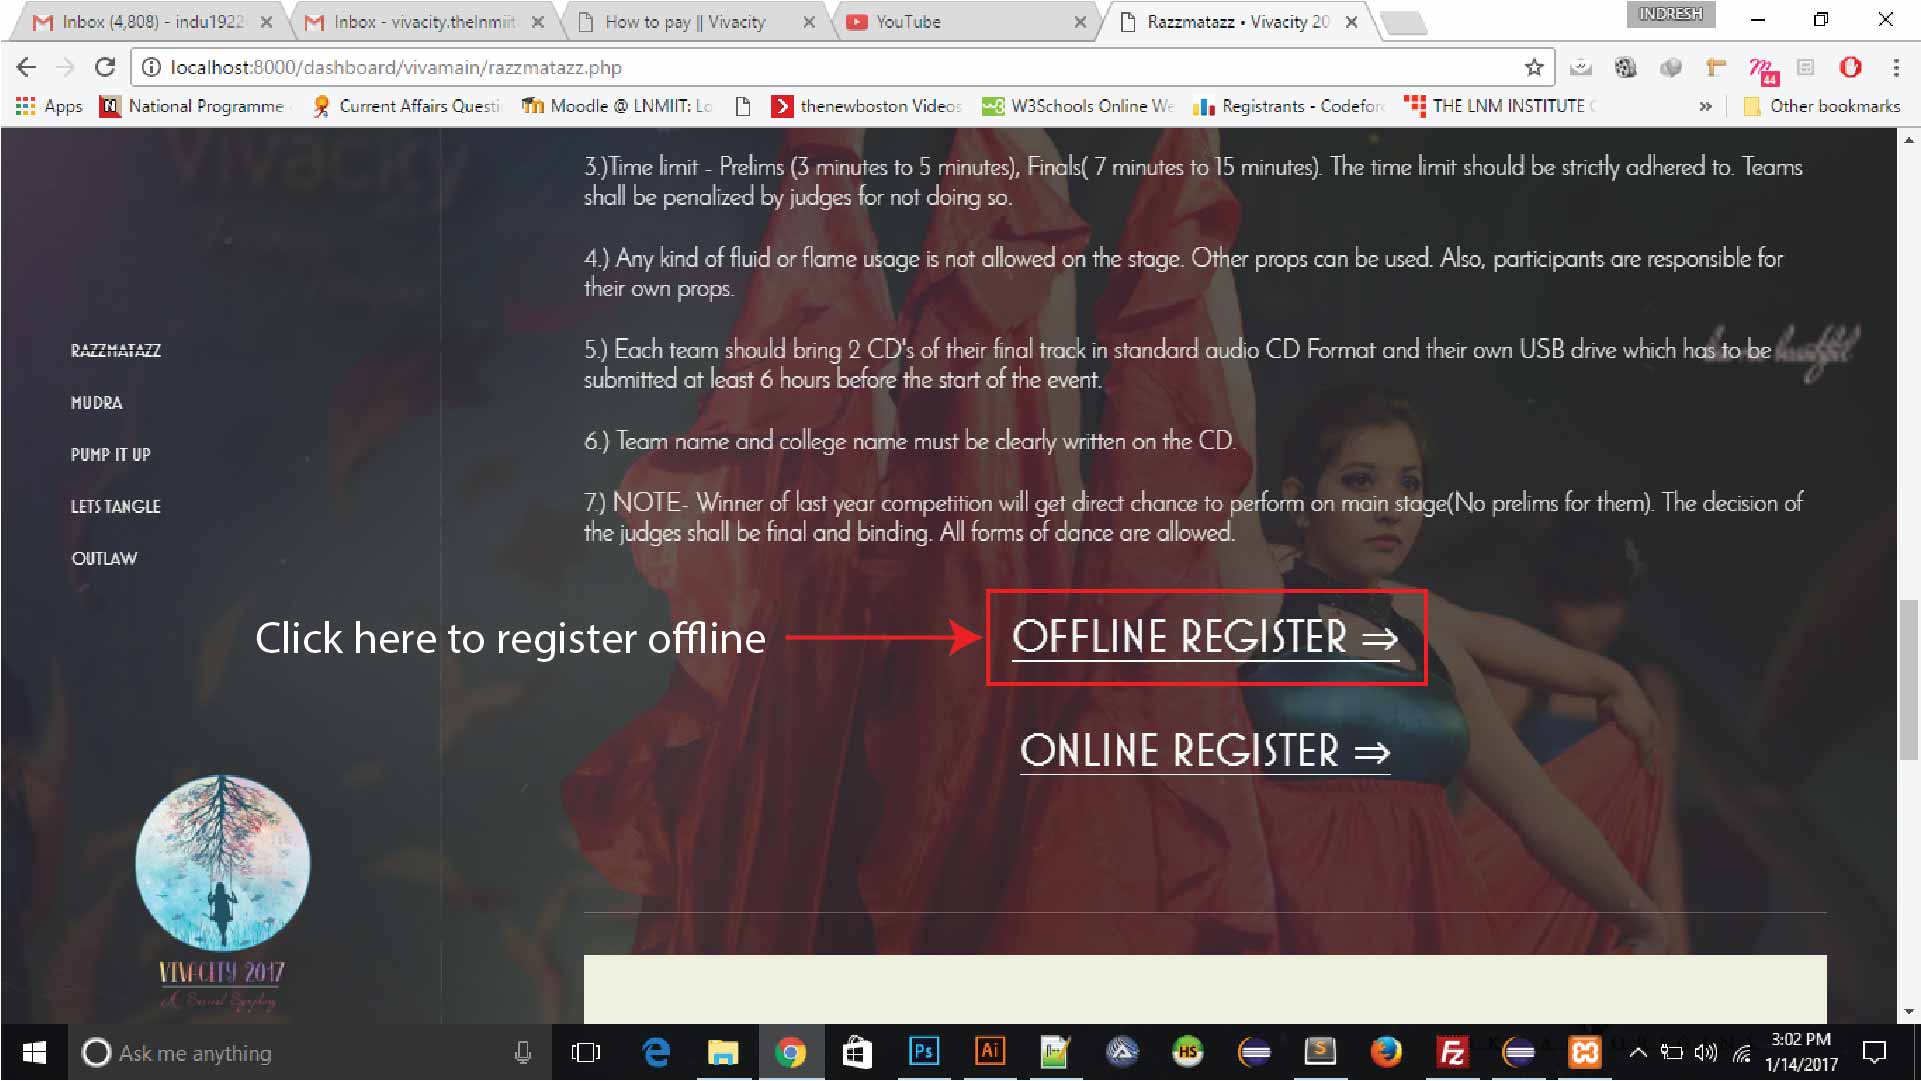 Inbox (4,808) - indu1922
Inbox - vivacity.thelnmiit
How to pay || Vivacity
YouTube
Razzmatazz • Vivacity 20
INDRESH
localhost:8000/dashboard/vivamain/razzmatazz.php
44
Apps
National Programme
Current Affairs Questi
Moodle @ LNMIIT: Lo
thenewboston Videos
W3Schools Online We
Registrants - Codefor
THE LNM INSTITUTE
»
Other bookmarks
3.)Time limit - Prelims (3 minutes to 5 minutes), Finals( 7 minutes to 15 minutes). The time limit should be strictly adhered to. Teams
shall be penalized by judges for not doing so.
4.) Any kind of fluid or flame usage is not allowed on the stage. Other props can be used. Also, participants are responsible for
their own props.
5.) Each team should bring 2 CD's of their final track in standard audio CD Format and their own USB drive which has to be
submitted at least 6 hours before the start of the event.
6.) Team name and college name must be clearly written on the CD.
7.) NOTE- Winner of last year competition will get direct chance to perform on main stage(No prelims for them). The decision of
the judges shall be final and binding. All forms of dance are allowed.
RAZZMATAZZ
MUDRA
PUMP IT UP
LETS TANGLE
OUTLAW
Click here to register offline
OFFLINE REGISTER ⇒
ONLINE REGISTER ⇒
VIVACITY 2017
A Surreal Symphony
Ask me anything
Ps
Ai
HS
S
Fz
3:02 PM
1/14/2017